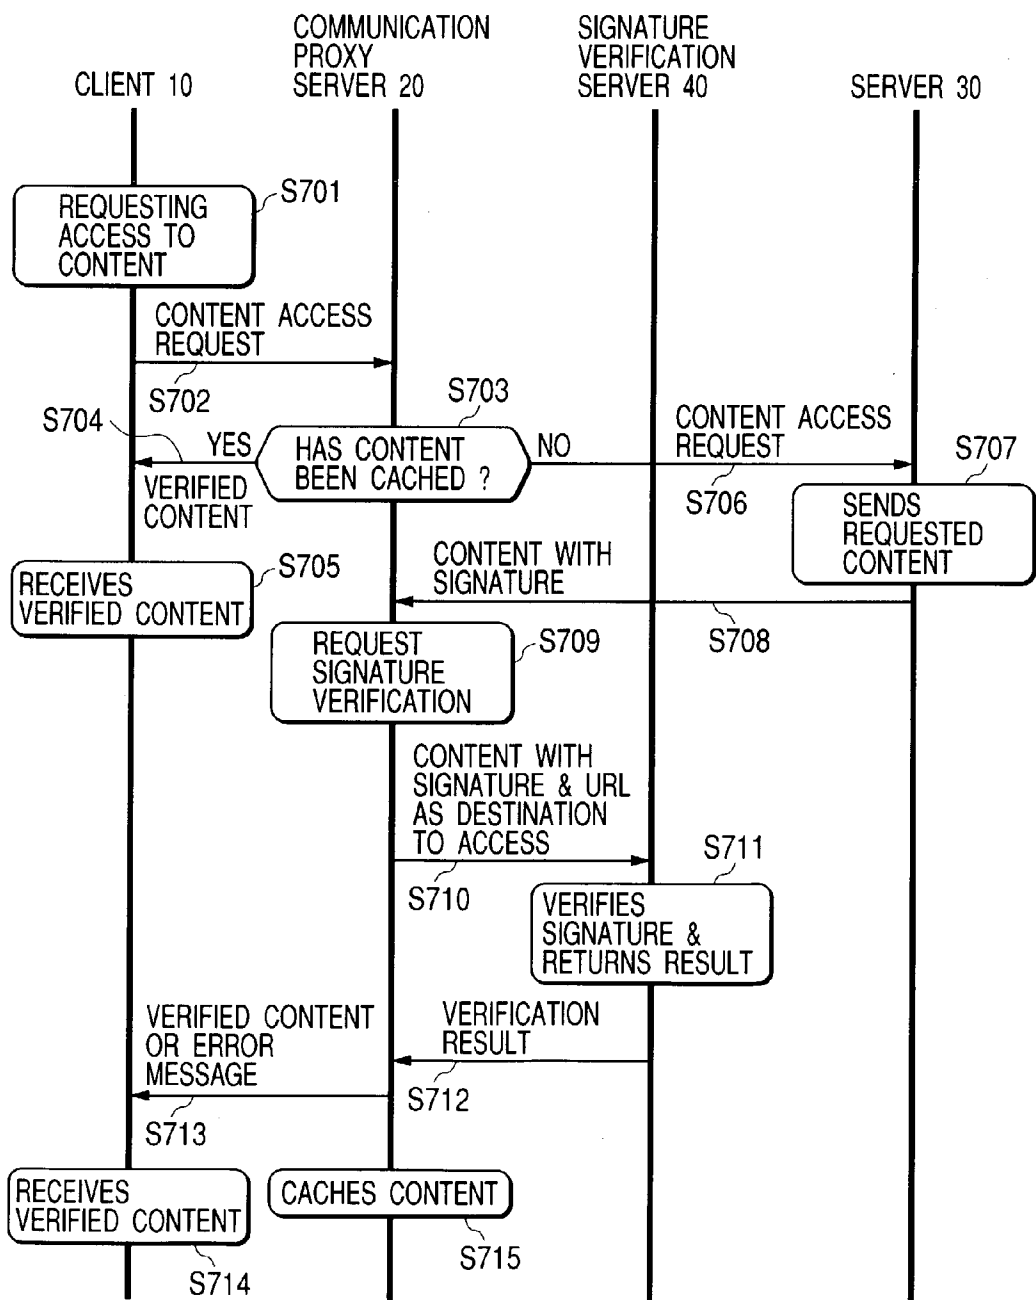 CLIENT 10
COMMUNICATION
PROXY
SERVER 20
SIGNATURE
VERIFICATION
SERVER 40
SERVER 30
REQUESTING
ACCESS TO
CONTENT
S701
CONTENT ACCESS
REQUEST
S702
S703
HAS CONTENT
BEEN CACHED ?
S704
YES
VERIFIED
CONTENT
NO
CONTENT ACCESS
REQUEST
S706
S707
SENDS
REQUESTED
CONTENT
S705
RECEIVES
VERIFIED CONTENT
CONTENT WITH
SIGNATURE
S708
S709
REQUEST
SIGNATURE
VERIFICATION
CONTENT WITH
SIGNATURE & URL
AS DESTINATION
TO ACCESS
S710
S711
VERIFIES
SIGNATURE &
RETURNS RESULT
VERIFICATION
RESULT
S712
VERIFIED CONTENT
OR ERROR
MESSAGE
S713
RECEIVES
VERIFIED CONTENT
S714
CACHES CONTENT
S715